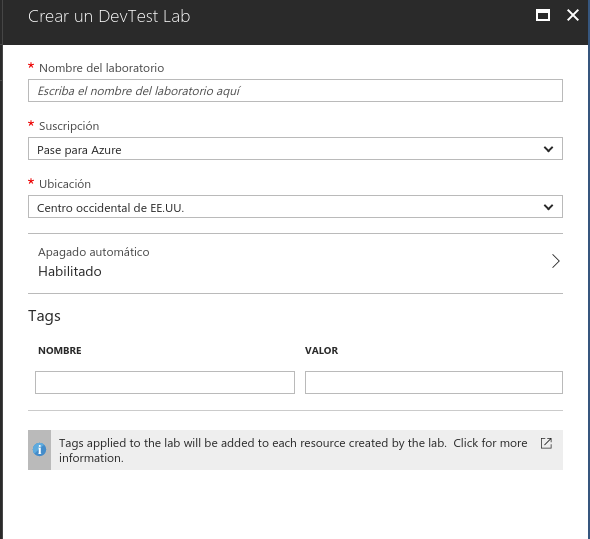 Crear un DevTest Lab
* Nombre del laboratorio
Escriba el nombre del laboratorio aquí
* Suscripción
Pase para Azure
* Ubicación
Centro occidental de EE.UU.
Apagado automático
Habilitado
Tags
NOMBRE VALOR
Tags applied to the lab will be added to each resource created by the lab. Click for more
information.